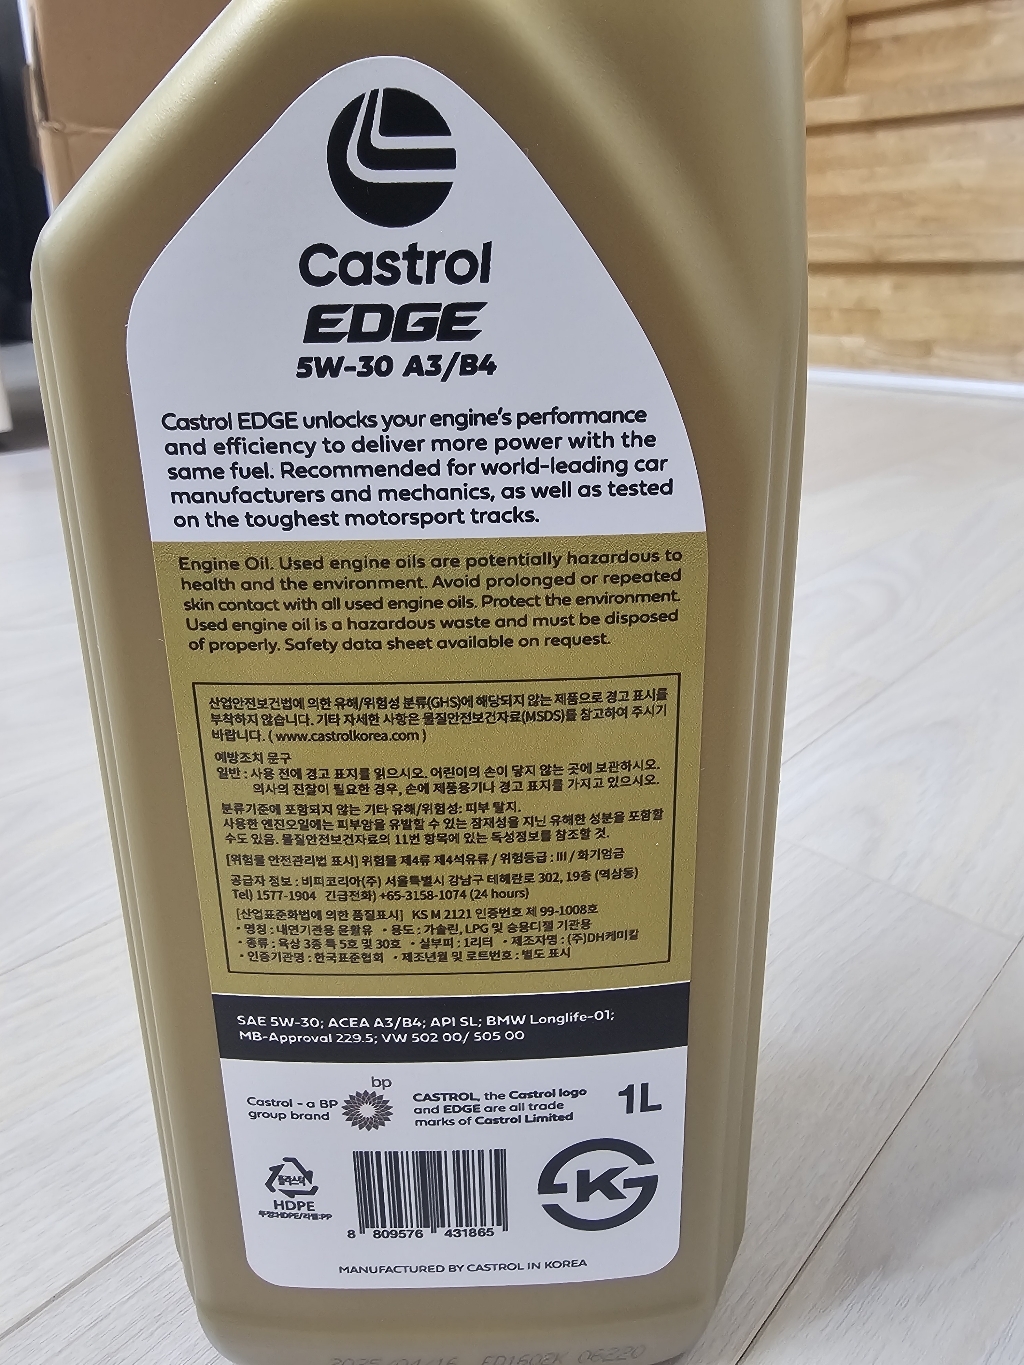 Castrol
EDGE
5W-30 A3/B4
Castrol EDGE unlocks your engine's performance
and efficiency to deliver more power with the
same fuel. Recommended for world-leading car
manufacturers and mechanics, as well as tested
on the toughest motorsport tracks.
Engine Oil. Used engine oils are potentially hazardous to
health and the environment. Avoid prolonged or repeated
skin contact with all used engine oils. Protect the environment.
Used engine oil is a hazardous waste and must be disposed
of properly. Safety data sheet available on request.
산업안전보건법에 의한 유해/위험성 분류(GHS)에 해당되지 않는 제품으로 경고 표시를
부착하지 않습니다. 기타 자세한 사항은 물질안전보건자료(MSDS)를 참고하여 주시기
바랍니다. ( www.castrolkorea.com )
예방조치 문구
일반 : 사용 전에 경고 표지를 읽으시오. 어린이의 손이 닿지 않는 곳에 보관하시오.
의사의 진찰이 필요한 경우, 손에 제품용기나 경고 표지를 가지고 있으시오.
분류기준에 포함되지 않는 기타 유해/위험성: 피부 탈지.
사용한 엔진오일에는 피부암을 유발할 수 있는 잠재성을 지닌 유해한 성분을 포함할
수도 있음. 물질안전보건자료의 11번 항목에 있는 독성정보를 참조할 것.
[위험물 안전관리법 표시] 위험물 제4류 제4석유류 / 위험등급 : III / 화기엄금
공급자 정보 : 비피코리아(주) 서울특별시 강남구 테헤란로 302, 19층 (역삼동)
Tel) 1577-1904 긴급전화) +65-3158-1074 (24 hours)
[산업표준화법에 의한 품질표시] KS M 2121 인증번호 제 99-1008호
• 명칭 : 내연기관용 윤활유 • 용도 : 가솔린, LPG 및 승용디젤 기관용
• 종류 : 육상 3종 특 5호 및 30호 • 실부피 : 1리터 • 제조자명 : (주)DH케미칼
• 인증기관명 : 한국표준협회 • 제조년월 및 로트번호 : 별도 표시
SAE 5W-30; ACEA A3/B4; API SL; BMW Longlife-01;
MB-Approval 229.5; VW 502 00/ 505 00
Castrol - a BP
group brand
bp
CASTROL, the Castrol logo
and EDGE are all trade
marks of Castrol Limited
1L
플라스틱
HDPE
뚜껑:HDPE/라벨:PP
8 809576 431865
K
MANUFACTURED BY CASTROL IN KOREA